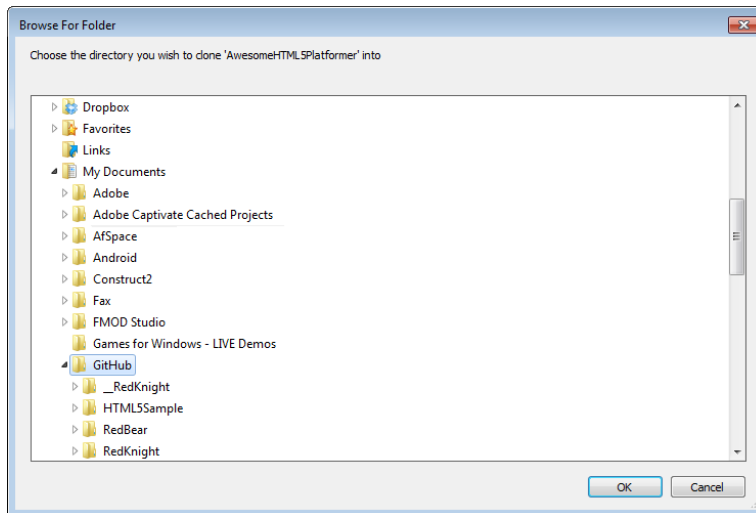 Browse For Folder
Choose the directory you wish to clone 'AwesomeHTML5Platformer' into
Dropbox
Favorites
Links
My Documents
Adobe
Adobe Captivate Cached Projects
AfSpace
Android
Construct2
Fax
FMOD Studio
Games for Windows - LIVE Demos
GitHub
__RedKnight
HTML5Sample
RedBear
RedKnight
OK Cancel